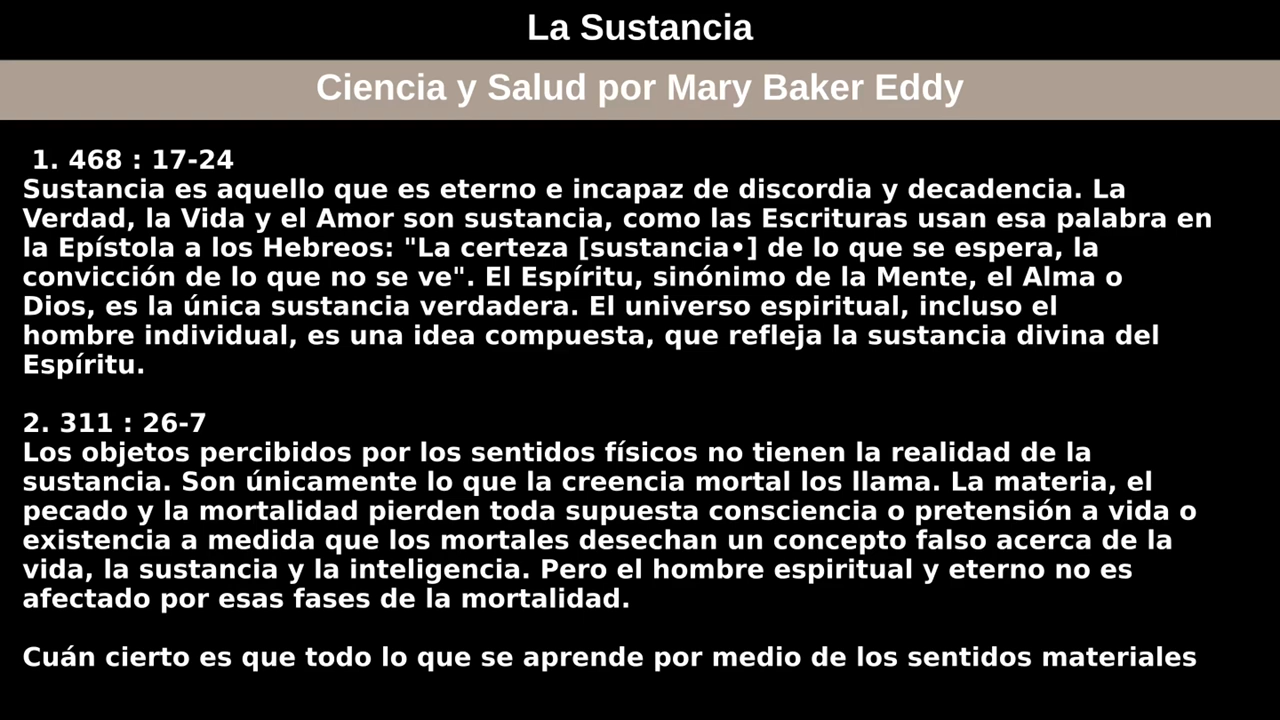 La Sustancia
Ciencia y Salud por Mary Baker Eddy
1. 468 : 17-24
Sustancia es aquello que es eterno e incapaz de discordia y decadencia. La
Verdad, la Vida y el Amor son sustancia, como las Escrituras usan esa palabra en
la Epístola a los Hebreos: "La certeza [sustancia•] de lo que se espera, la
convicción de lo que no se ve". El Espíritu, sinónimo de la Mente, el Alma o
Dios, es la única sustancia verdadera. El universo espiritual, incluso el
hombre individual, es una idea compuesta, que refleja la sustancia divina del
Espíritu.
2. 311 : 26-7
Los objetos percibidos por los sentidos físicos no tienen la realidad de la
sustancia. Son únicamente lo que la creencia mortal los llama. La materia, el
pecado y la mortalidad pierden toda supuesta consciencia o pretensión a vida o
existencia a medida que los mortales desechan un concepto falso acerca de la
vida, la sustancia y la inteligencia. Pero el hombre espiritual y eterno no es
afectado por esas fases de la mortalidad.
Cuán cierto es que todo lo que se aprende por medio de los sentidos materiales